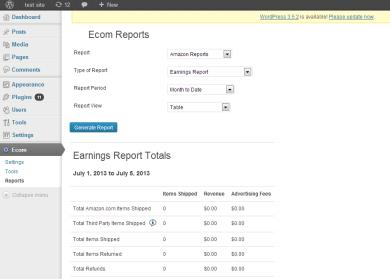 test site 12 + New
Dashboard
WordPress 3.5.2 is available! Please update now.
Posts
Media
Pages
Comments
Appearance
Plugins 11
Users
Tools
Settings
Ecom
Settings
Tools
Reports
Collapse menu
Ecom Reports
Report Amazon Reports
Type of Report Earnings Report
Report Period Month to Date
Report View Table
Generate Report
Earnings Report Totals
July 1, 2013 to July 5, 2013
Items Shipped Revenue Advertising Fees
Total Amazon.com Items Shipped 0 $0.00 $0.00
Total Third Party Items Shipped 0 $0.00 $0.00
Total Items Shipped 0 $0.00 $0.00
Total Items Returned 0 $0.00 $0.00
Total Refunds 0 $0.00 $0.00